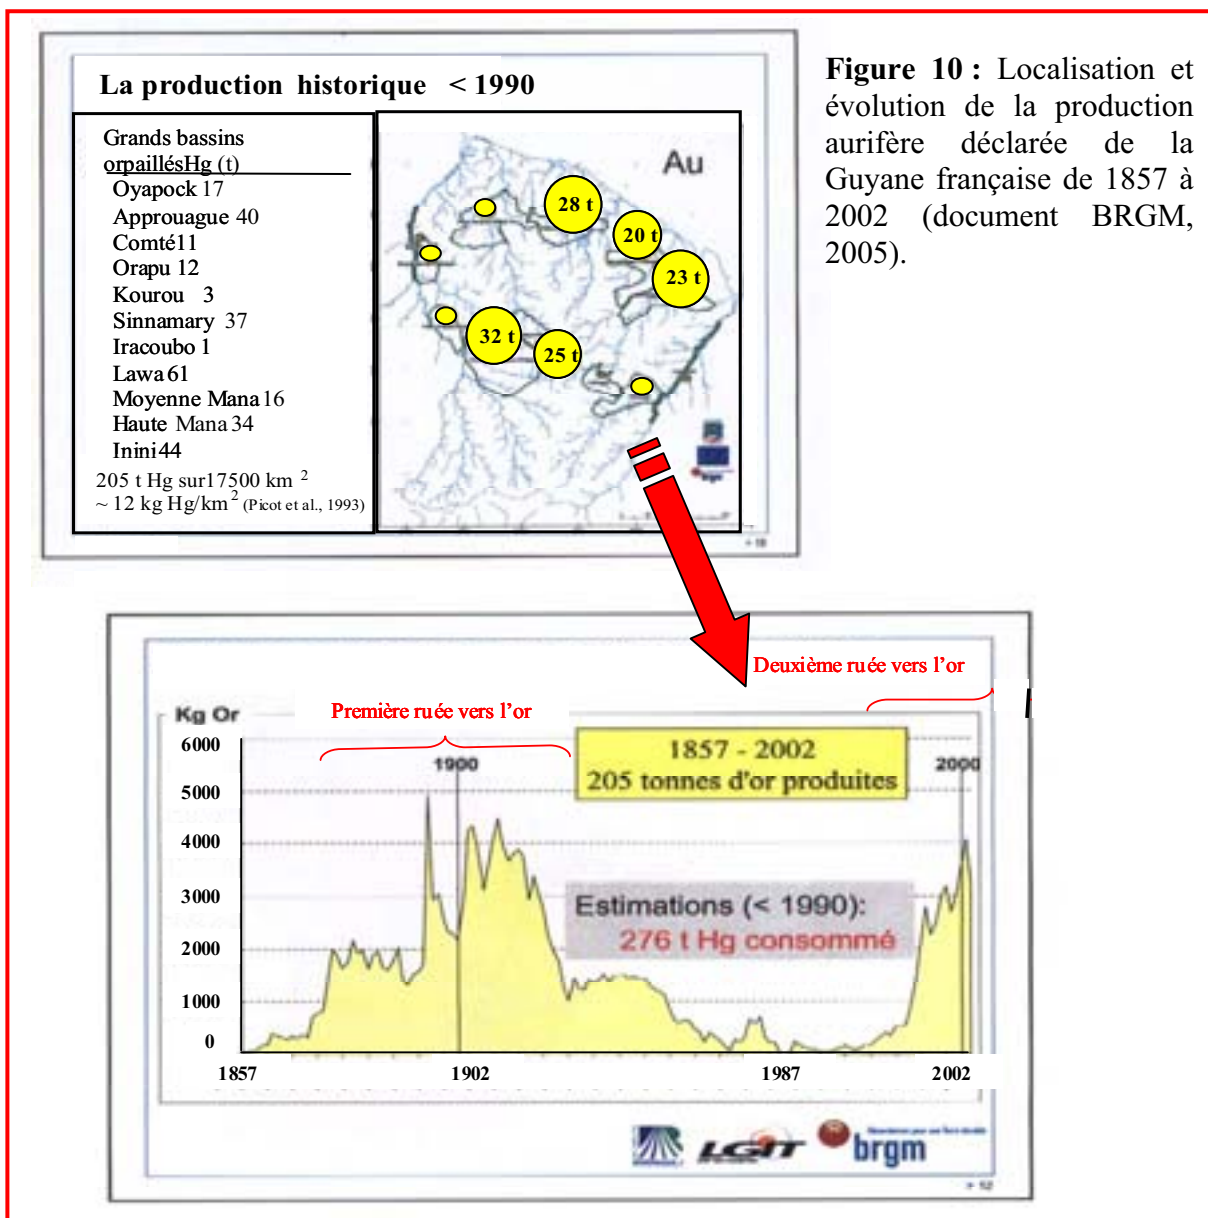 La production historique < 1990
Grands bassins
orpaillésHg (t)
Oyapock 17
Approuague 40
Comté11
Orapu 12
Kourou 3
Sinnamary 37
Iracoubo 1
Lawa 61
Moyenne Mana 16
Haute Mana 34
Inini 44
205 t Hg sur17500 km 2
~ 12 kg Hg/km 2 (Picot et al., 1993)
Au
28 t
20 t
23 t
32 t
25 t
Figure 10 : Localisation et
évolution de la production
aurifère déclarée de la
Guyane française de 1857 à
2002 (document BRGM,
2005).
Deuxième ruée vers l'or
Première ruée vers l'or
Kg Or
6000
5000
4000
3000
2000
1000
0
1900
2000
1857 - 2002
205 tonnes d'or produites
Estimations (< 1990):
276 t Hg consommé
1857
1902
1987
2002
LGIT
brgm